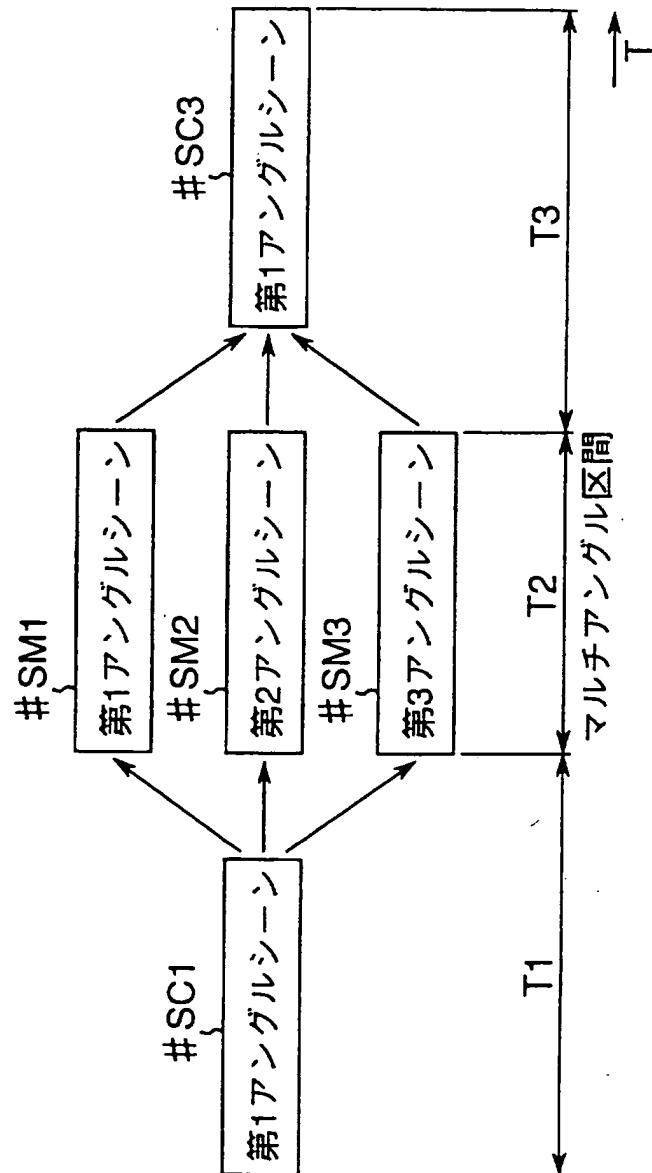 #SC1
第1アングルシーン
#SM1
第1アングルシーン
#SM2
第2アングルシーン
#SM3
第3アングルシーン
#SC3
第1アングルシーン
T1
T2
T3
マルチアングル区間
T